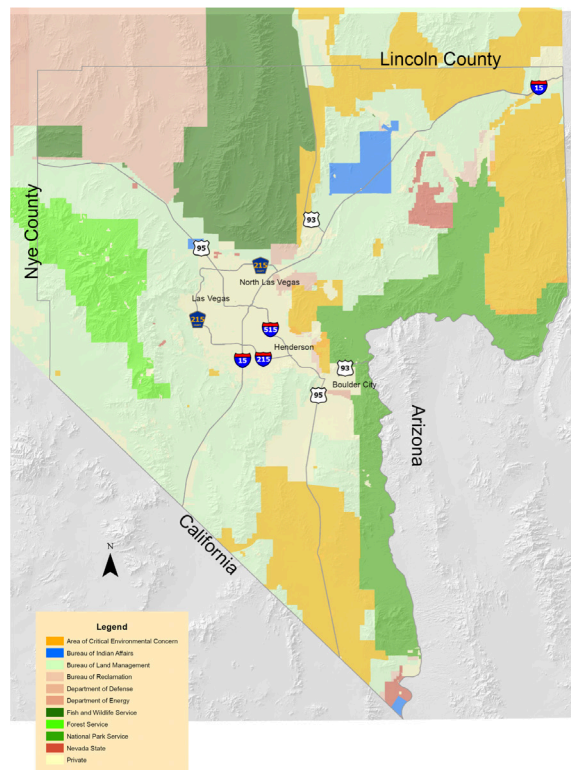 Lincoln County
15
Nye County
93
95
215
North Las Vegas
Las Vegas
215
515
Henderson
15
215
93
Boulder City
95
Arizona
California
N
Legend
Area of Critical Environmental Concern
Bureau of Indian Affairs
Bureau of Land Management
Bureau of Reclamation
Department of Defense
Department of Energy
Fish and Wildlife Service
Forest Service
National Park Service
Nevada State
Private